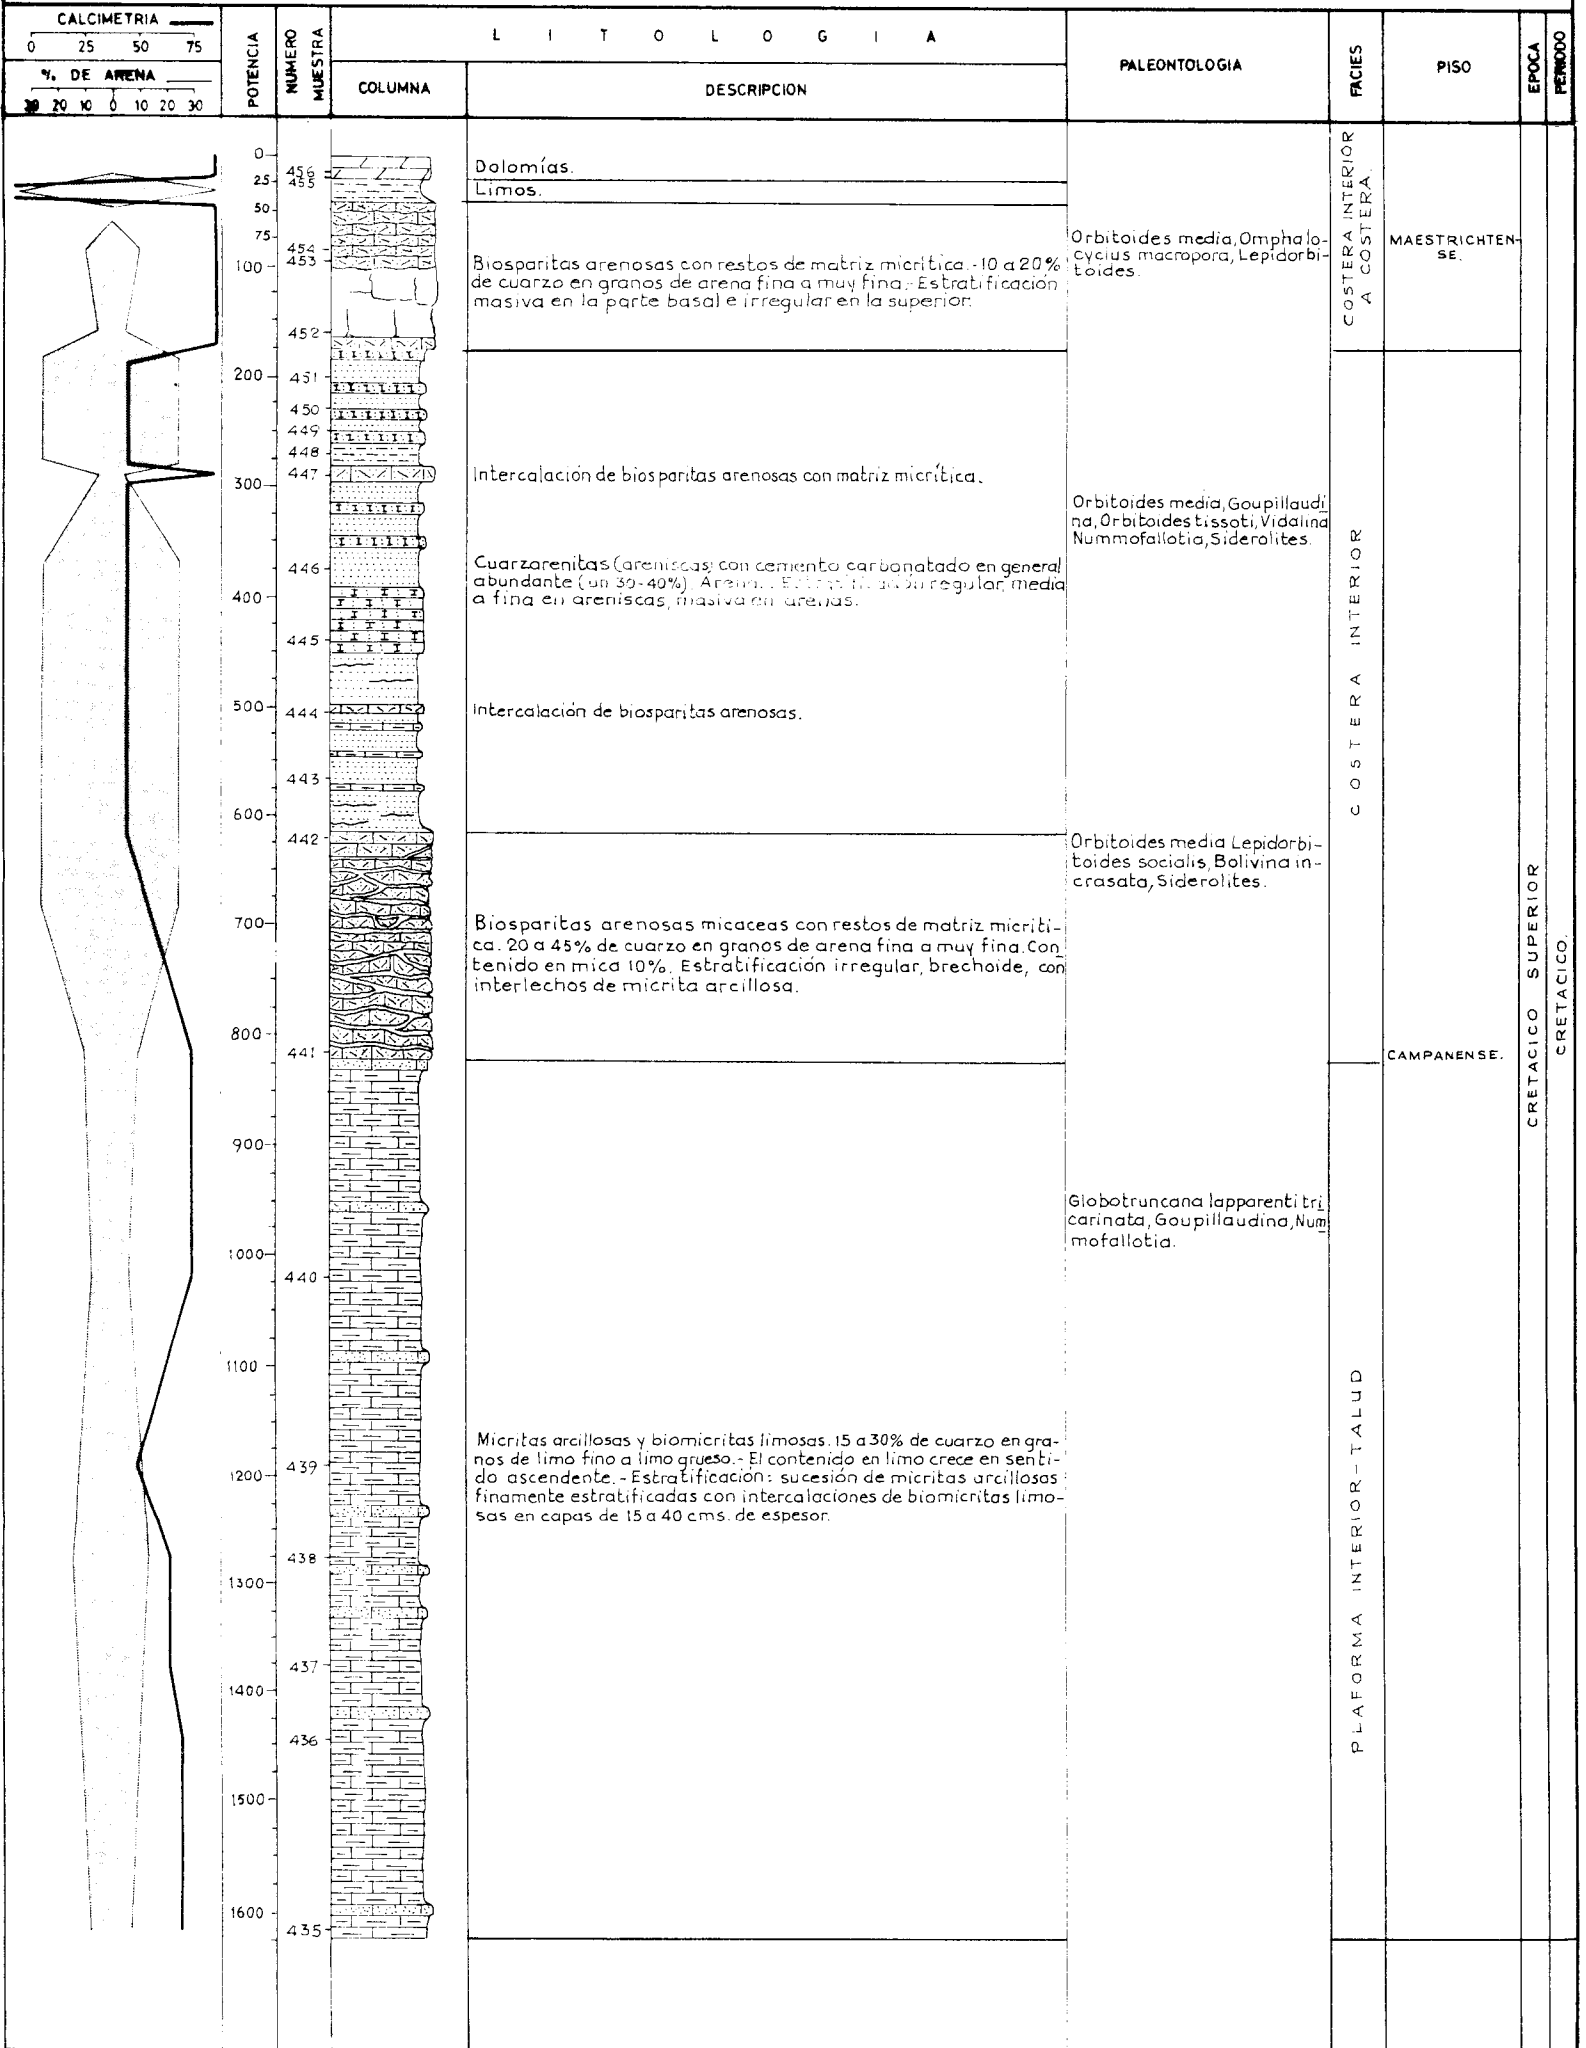 CALCIMETRIA
0 25 50 75
% DE ARENA
30 20 10 0 10 20 30
POTENCIA
NUMERO MUESTRA
L I T O L O G I A
COLUMNA
DESCRIPCION
PALEONTOLOGIA
FACIES
PISO
EPOCA
PERIODO
0
25
50
75
100
200
300
400
500
600
700
800
900
1000
1100
1200
1300
1400
1500
1600
456
455
454
453
452
451
450
449
448
447
446
445
444
443
442
441
440
439
438
437
436
435
Dolomías.
Limos.
Biosparitas arenosas con restos de matriz micritica.-10 a 20%
de cuarzo en granos de arena fina a muy fina.-Estratificación
masiva en la parte basal e irregular en la superior.
Intercalación de biosparitas arenosas con matriz micrítica.
Cuarzarenitas (areniscas) con cemento carbonatado en general
abundante (un 30-40%). regular, media
a fina en areniscas, masiva en arenas.
Intercalación de biosparitas arenosas.
Biosparitas arenosas micaceas con restos de matriz micriti-
ca. 20 a 45% de cuarzo en granos de arena fina a muy fina. Con
tenido en mica 10%. Estratificación irregular, brechoide, con
interlechos de micrita arcillosa.
Micritas arcillosas y biomicritas limosas. 15 a 30% de cuarzo en gra-
nos de limo fino a limo grueso.- El contenido en limo crece en senti-
do ascendente.- Estratificación: sucesión de micritas arcillosas
finamente estratificadas con intercalaciones de biomicritas limo-
sas en capas de 15 a 40 cms. de espesor.
Orbitoides media, Omphalo-
cyclus macropora, Lepidorbi-
toides.
Orbitoides media, Goupillaudi
na, Orbitoides tissoti, Vidalina
Nummofallotia, Siderolites.
Orbitoides media Lepidorbi-
toides socialis, Bolivina in-
crasata, Siderolites.
Globotruncana lapparenti tri
carinata, Goupillaudina, Num
mofallotia.
COSTERA INTERIOR
A COSTERA.
COSTERA INTERIOR
PLAFORMA INTERIOR-TALUD
MAESTRICHTEN-
SE.
CAMPANENSE.
CRETACICO SUPERIOR
CRETACICO.